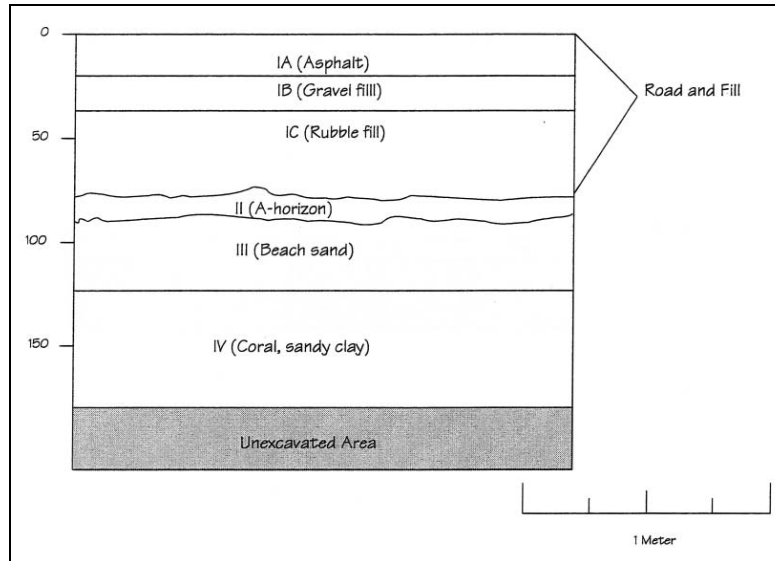 0
IA (Asphalt)
IB (Gravel filll)
Road and Fill
50
IC (Rubble fill)
II (A-horizon)
100
III (Beach sand)
150
IV (Coral, sandy clay)
Unexcavated Area
1 Meter